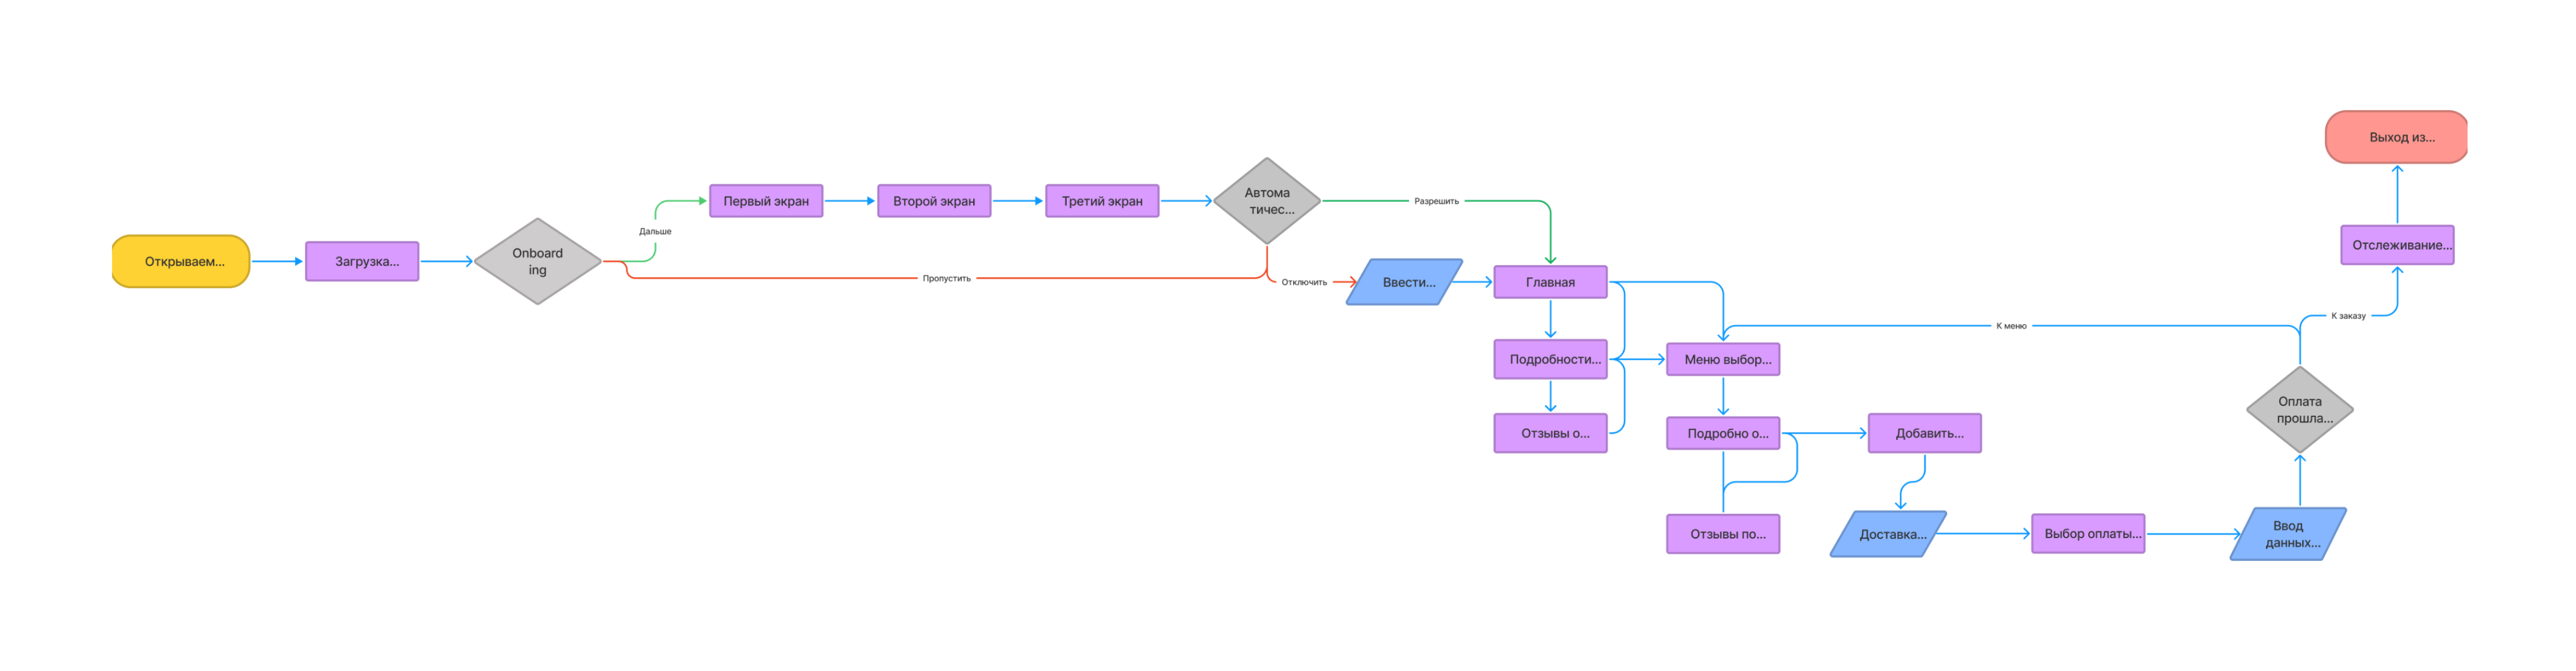 Открываем...
Загрузка...
Onboard
ing
Дальше
Первый экран
Второй экран
Третий экран
Пропустить
Автома
тичес...
Разрешить
Отключить
Ввести...
Главная
Подробности...
Отзывы о...
Меню выбор...
Подробно о...
Отзывы по...
Добавить...
Доставка...
Выбор оплаты...
Ввод
данных...
Оплата
прошла...
К меню
К заказу
Отслеживание...
Выход из...